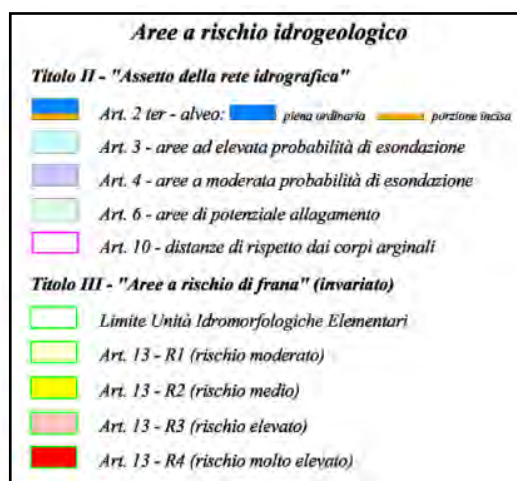 Aree a rischio idrogeologico
Titolo II - "Assetto della rete idrografica"
Art. 2 ter - alveo: piena ordinaria porzione incisa
Art. 3 - aree ad elevata probabilità di esondazione
Art. 4 - aree a moderata probabilità di esondazione
Art. 6 - aree di potenziale allagamento
Art. 10 - distanze di rispetto dai corpi arginali
Titolo III - "Aree a rischio di frana" (invariato)
Limite Unità Idromorfologiche Elementari
Art. 13 - R1 (rischio moderato)
Art. 13 - R2 (rischio medio)
Art. 13 - R3 (rischio elevato)
Art. 13 - R4 (rischio molto elevato)